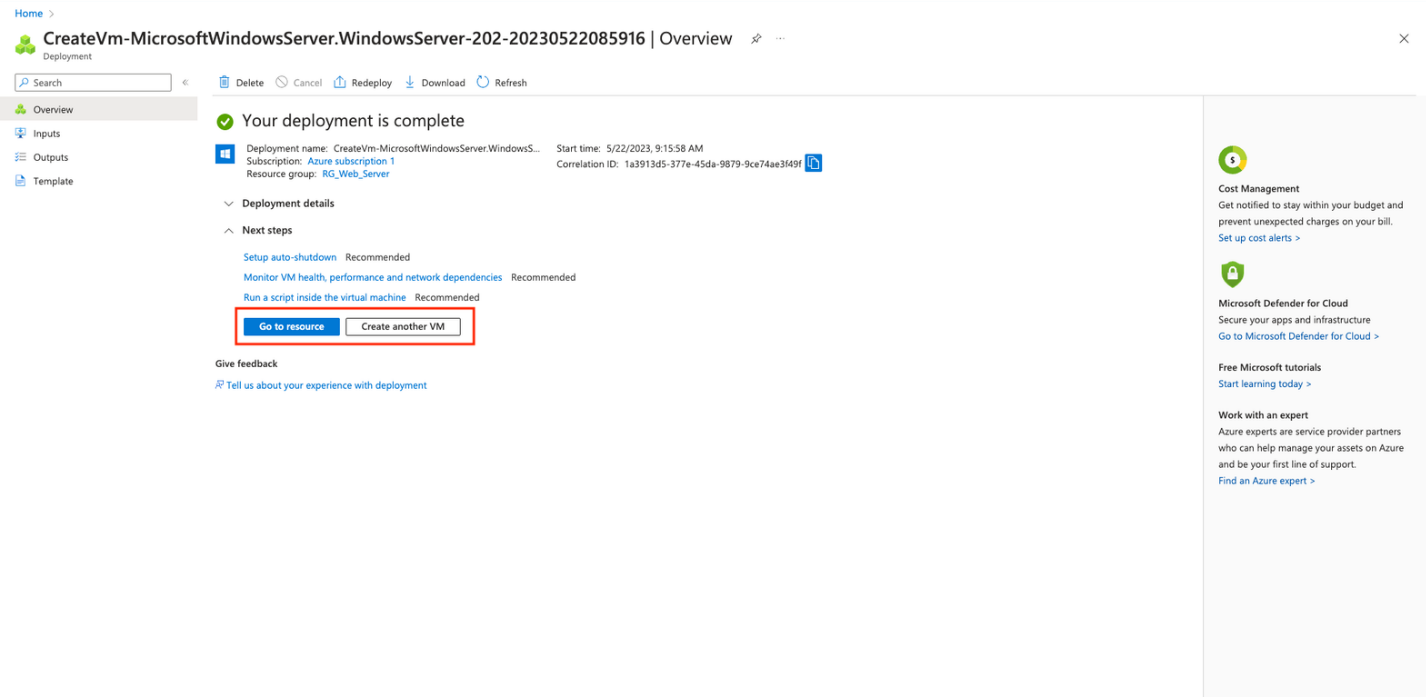 Home >
CreateVm-MicrosoftWindowsServer.WindowsServer-202-20230522085916 | Overview
Deployment
Search
Delete Cancel Redeploy Download Refresh
Overview
Inputs
Outputs
Template
Your deployment is complete
Deployment name: CreateVm-MicrosoftWindowsServer.WindowsS... Start time: 5/22/2023, 9:15:58 AM
Subscription: Azure subscription 1 Correlation ID: 1a3913d5-377e-45da-9879-9ce74ae3f49f
Resource group: RG_Web_Server
Deployment details
Next steps
Setup auto-shutdown Recommended
Monitor VM health, performance and network dependencies Recommended
Run a script inside the virtual machine Recommended
Go to resource Create another VM
Give feedback
Tell us about your experience with deployment
Cost Management
Get notified to stay within your budget and
prevent unexpected charges on your bill.
Set up cost alerts >
Microsoft Defender for Cloud
Secure your apps and infrastructure
Go to Microsoft Defender for Cloud >
Free Microsoft tutorials
Start learning today >
Work with an expert
Azure experts are service provider partners
who can help manage your assets on Azure
and be your first line of support.
Find an Azure expert >